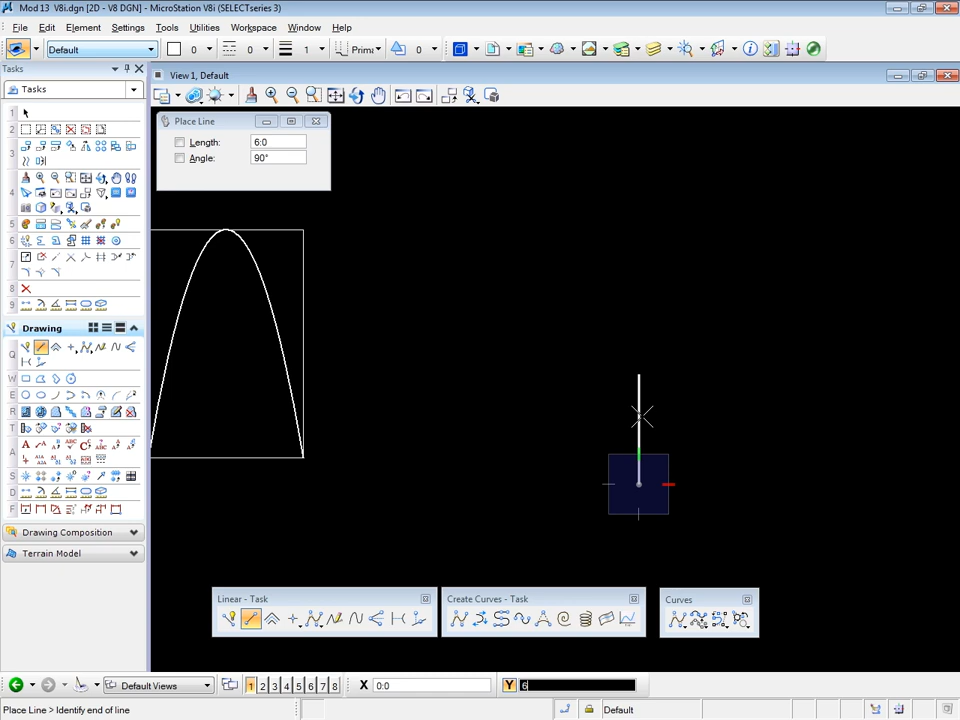 Mod 13 V8i.dgn [2D - V8 DGN] - MicroStation V8i (SELECTseries 3)
File Edit Element Settings Tools Utilities Workspace Window Help
Default 0 0 1 Prima 0
Tasks
View 1, Default
Tasks
Place Line
Length: 6:0
Angle: 90°
1
2
3
4
5
6
7
8
9
Drawing
Q
W
E
R
T
A
S
D
F
Drawing Composition
Terrain Model
Linear - Task
Create Curves - Task
Curves
Default Views 1 2 3 4 5 6 7 8 X 0:0 Y 6
Place Line > Identify end of line Default